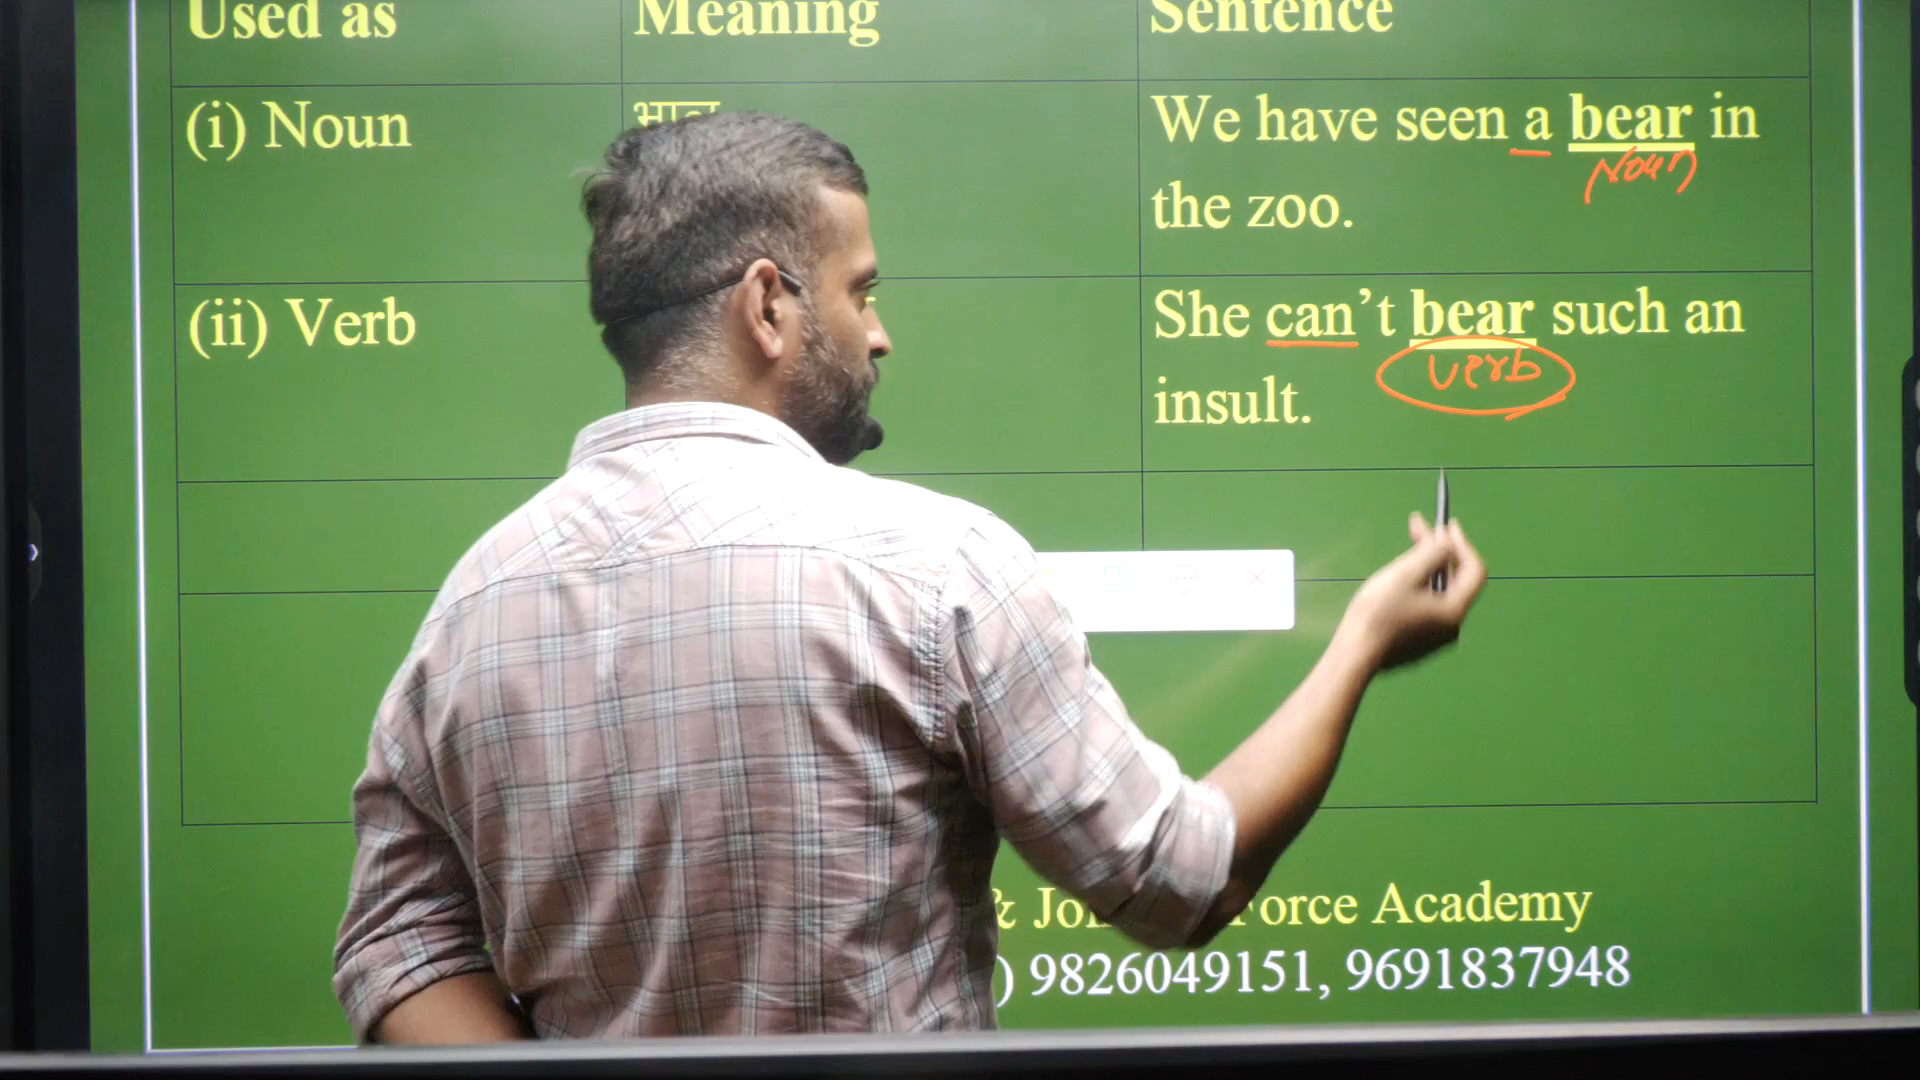 Used as Meaning Sentence
(i) Noun We have seen a bear in
Noun
the zoo.
(ii) Verb She can't bear such an
verb
insult.
& Force Academy
) 9826049151, 9691837948